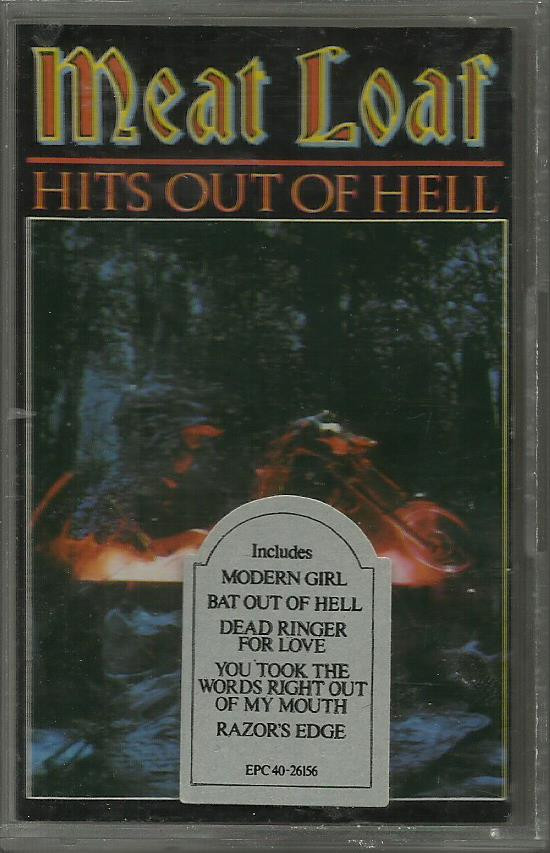 Meat Loaf
HITS OUT OF HELL
Includes
MODERN GIRL
BAT OUT OF HELL
DEAD RINGER
FOR LOVE
YOU TOOK THE
WORDS RIGHT OUT
OF MY MOUTH
RAZOR'S EDGE
EPC 40-26156